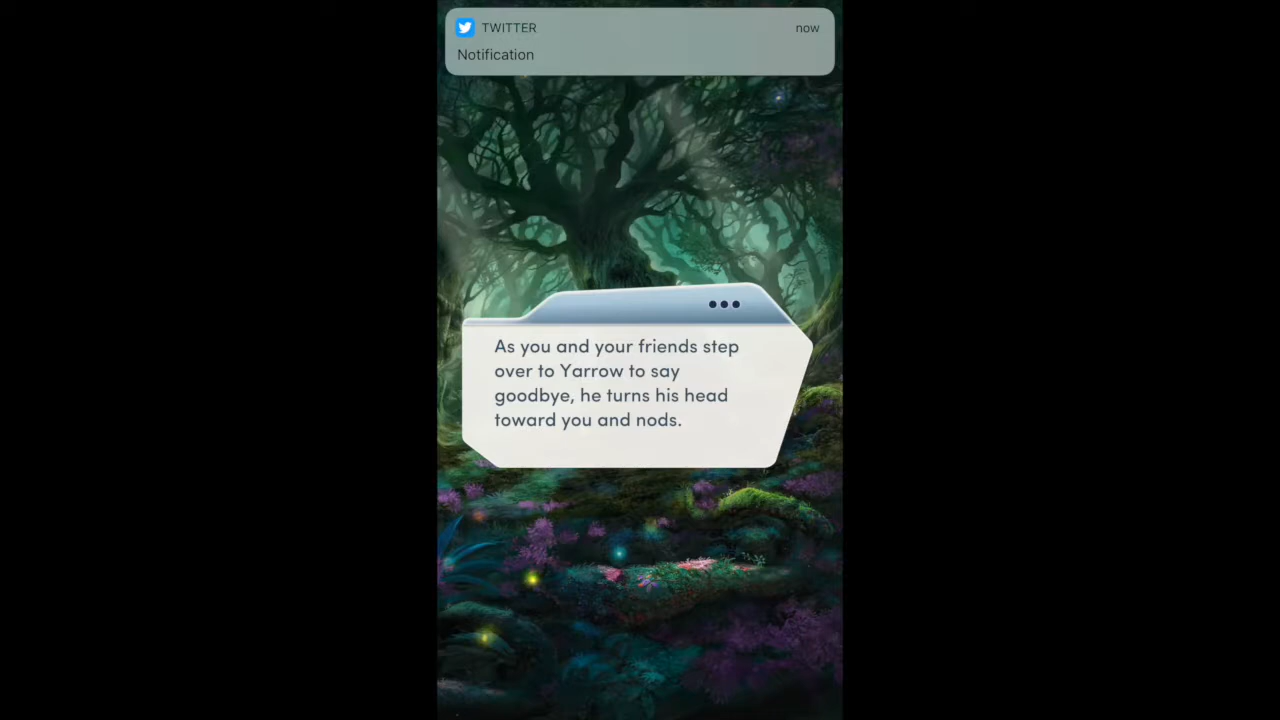 TWITTER now
Notification
As you and your friends step
over to Yarrow to say
goodbye, he turns his head
toward you and nods.